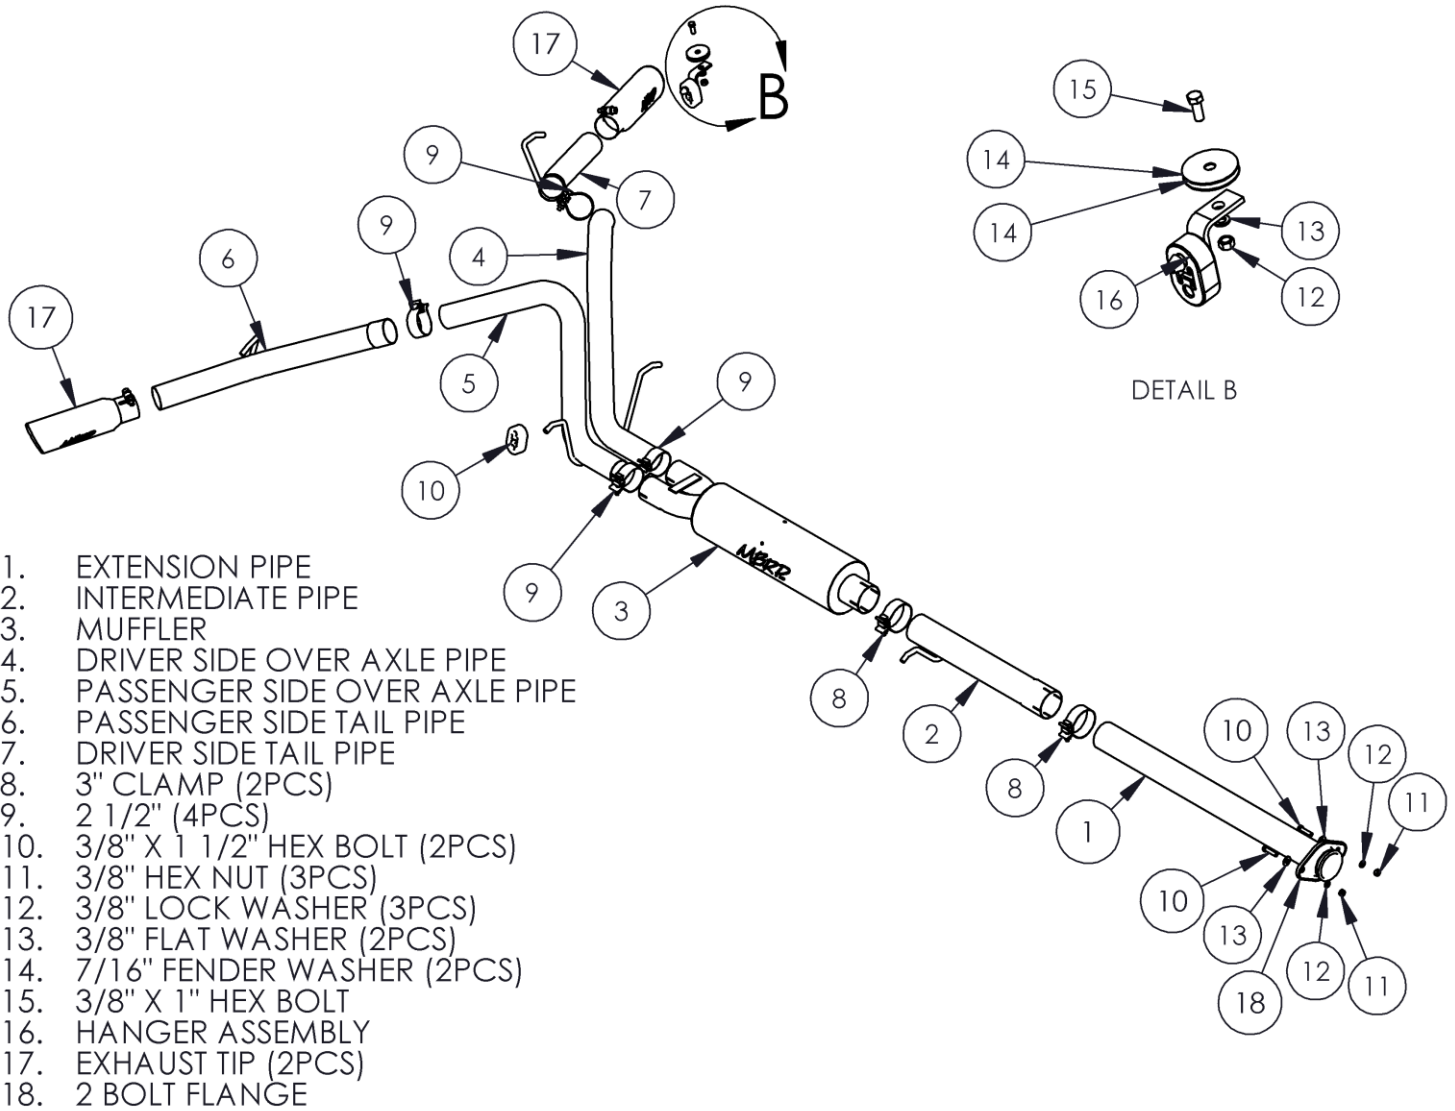 17
B
15
9
14
7
9
14
13
4
6
16
12
17
5
9
DETAIL B
10
9
3
MBRP
8
2
10
13
12
8
11
1
10
13
12
11
18
1. EXTENSION PIPE
2. INTERMEDIATE PIPE
3. MUFFLER
4. DRIVER SIDE OVER AXLE PIPE
5. PASSENGER SIDE OVER AXLE PIPE
6. PASSENGER SIDE TAIL PIPE
7. DRIVER SIDE TAIL PIPE
8. 3" CLAMP (2PCS)
9. 2 1/2" (4PCS)
10. 3/8" X 1 1/2" HEX BOLT (2PCS)
11. 3/8" HEX NUT (3PCS)
12. 3/8" LOCK WASHER (3PCS)
13. 3/8" FLAT WASHER (2PCS)
14. 7/16" FENDER WASHER (2PCS)
15. 3/8" X 1" HEX BOLT
16. HANGER ASSEMBLY
17. EXHAUST TIP (2PCS)
18. 2 BOLT FLANGE